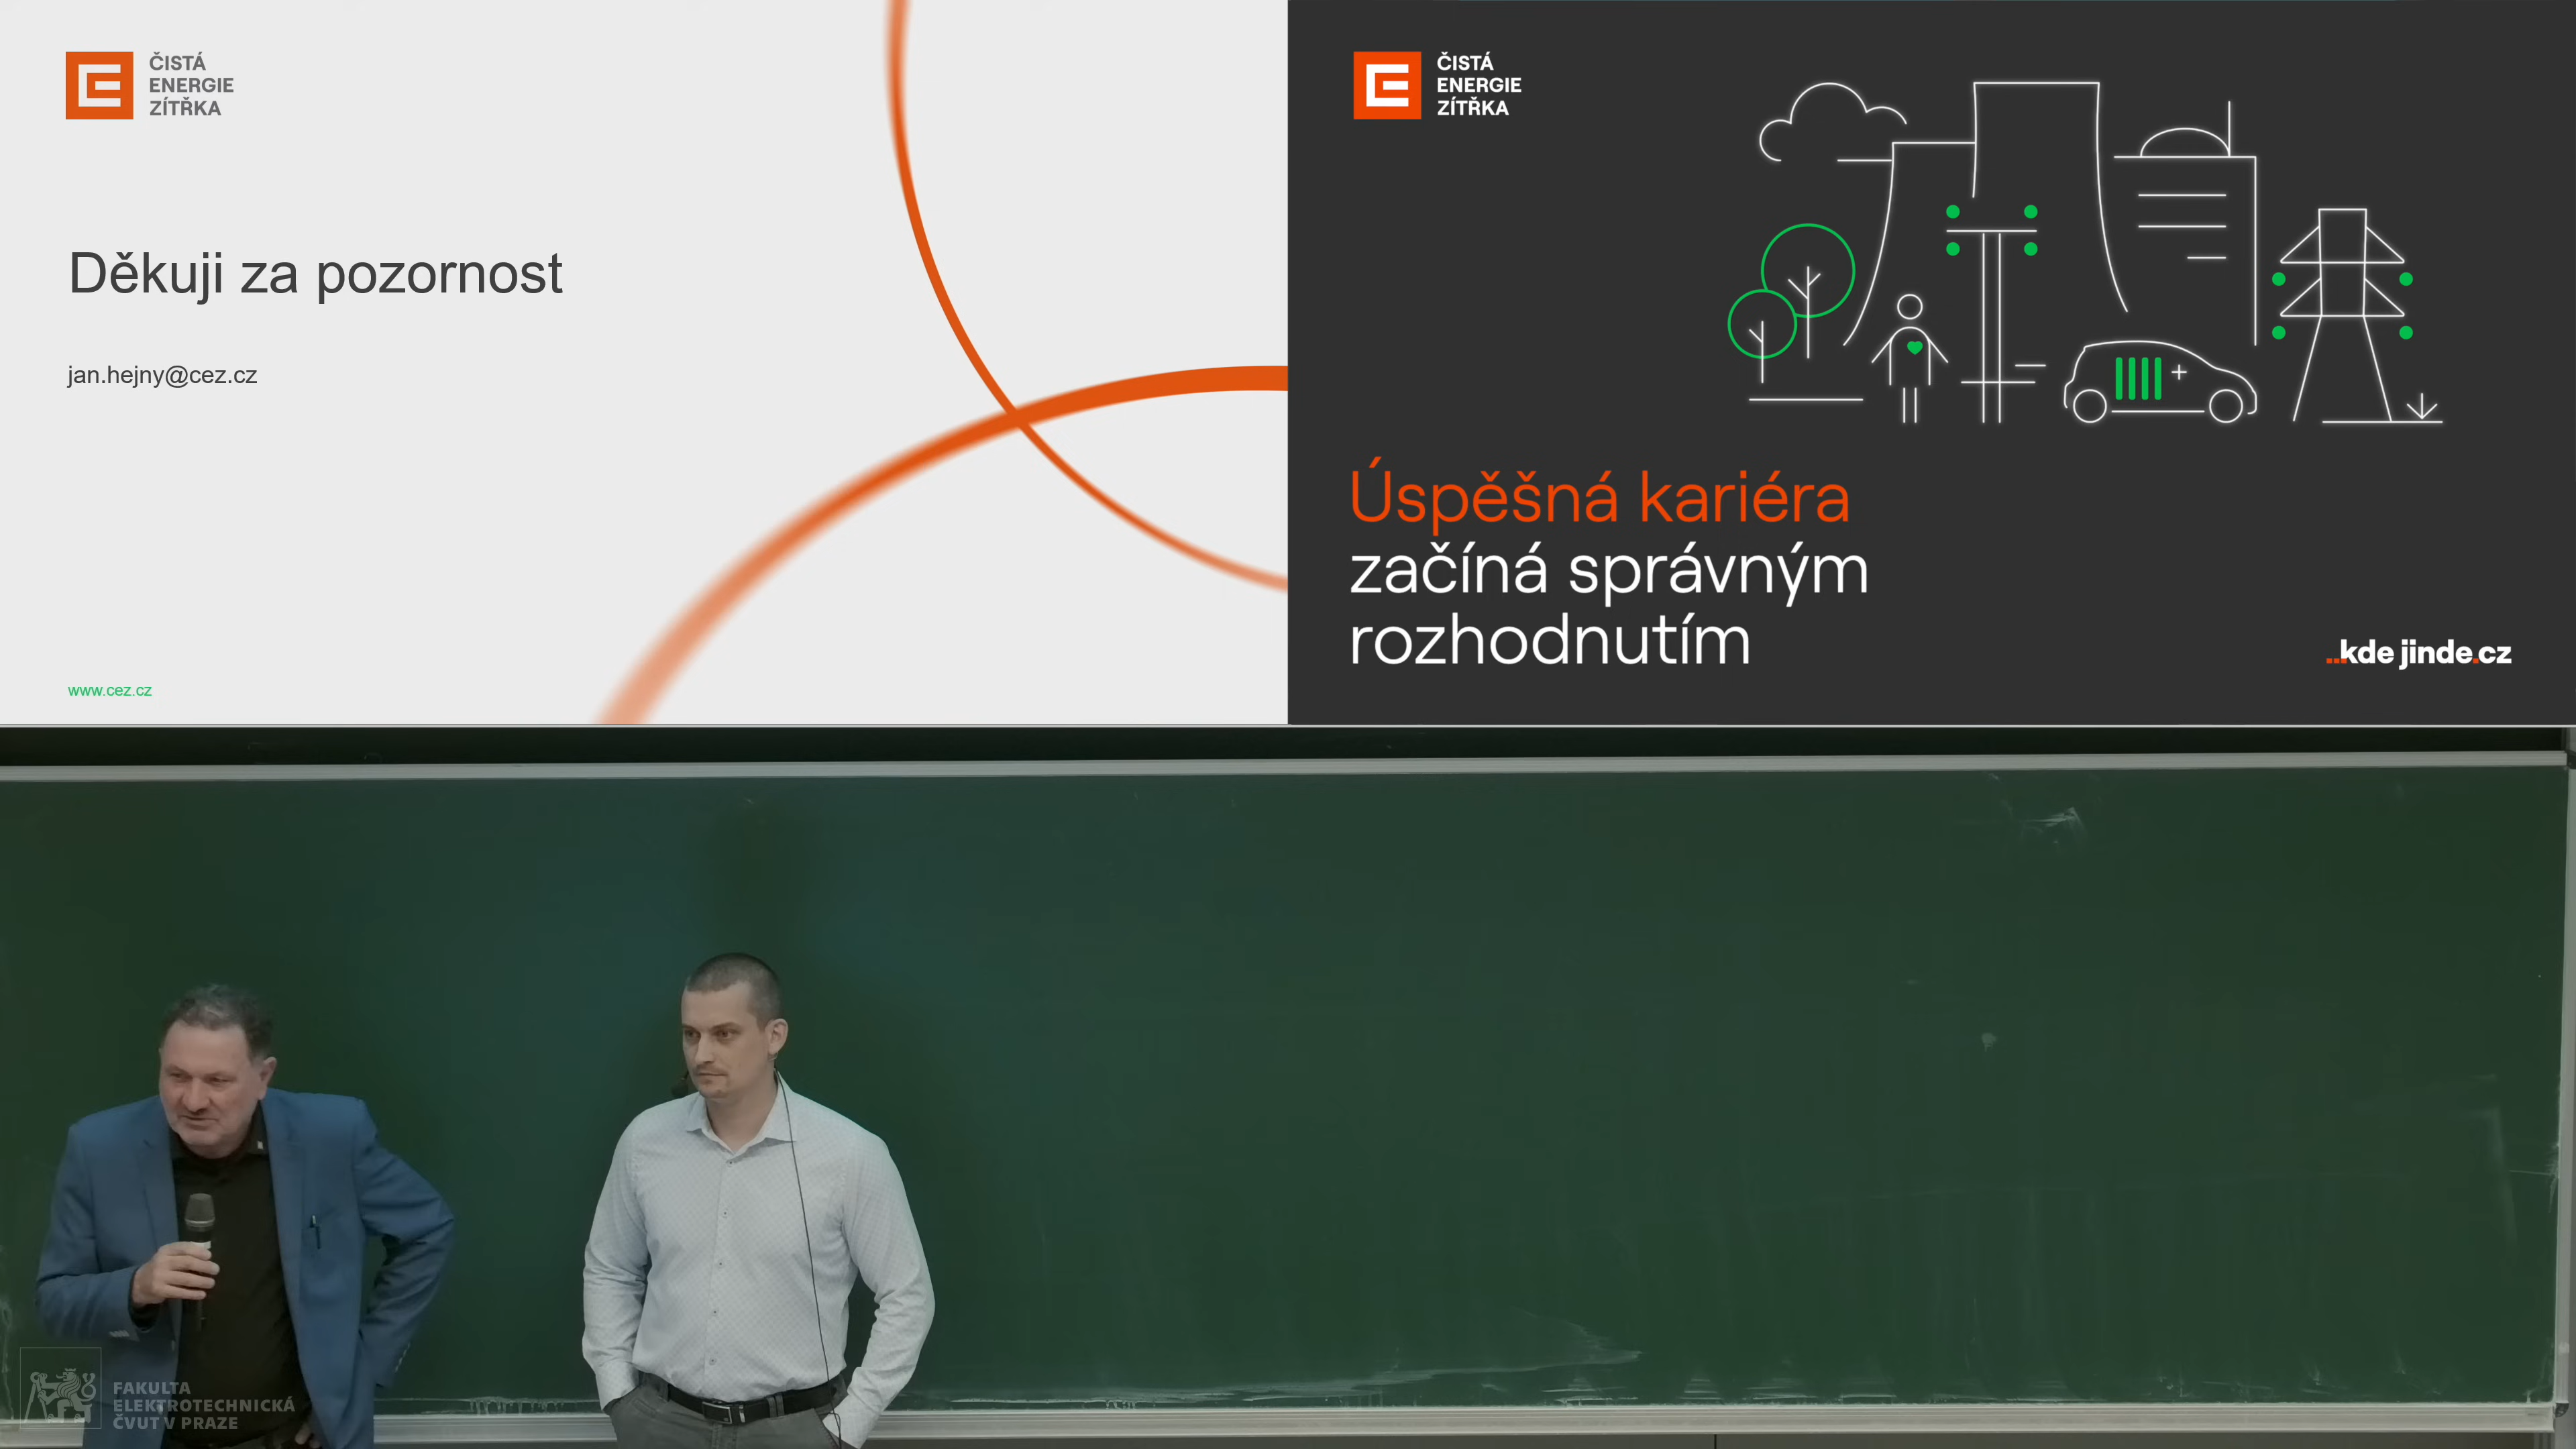 ČISTÁ
ENERGIE
ZÍTŘKA
Děkuji za pozornost
jan.hejny@cez.cz
www.cez.cz
ČISTÁ
ENERGIE
ZÍTŘKA
Úspěšná kariéra
začíná správným
rozhodnutím
...kde jinde.cz
FAKULTA
ELEKTROTECHNICKÁ
ČVUT V PRAZE